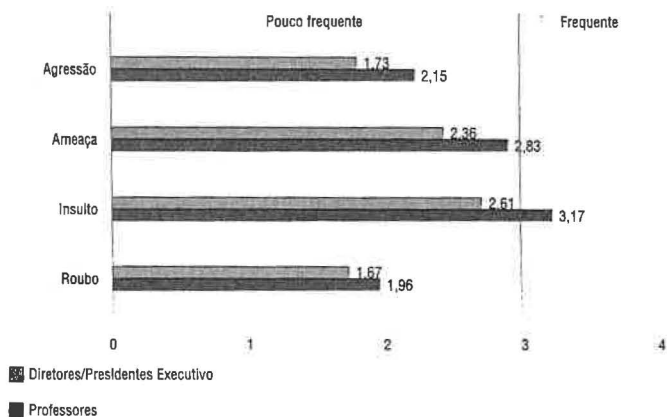 Pouco frequente
Frequente
Agressão
1,73
2,15
Ameaça
2,36
2,83
Insulto
2,61
3,17
Roubo
1,67
1,96
0 1 2 3 4
Diretores/Presidentes Executivo
Professores